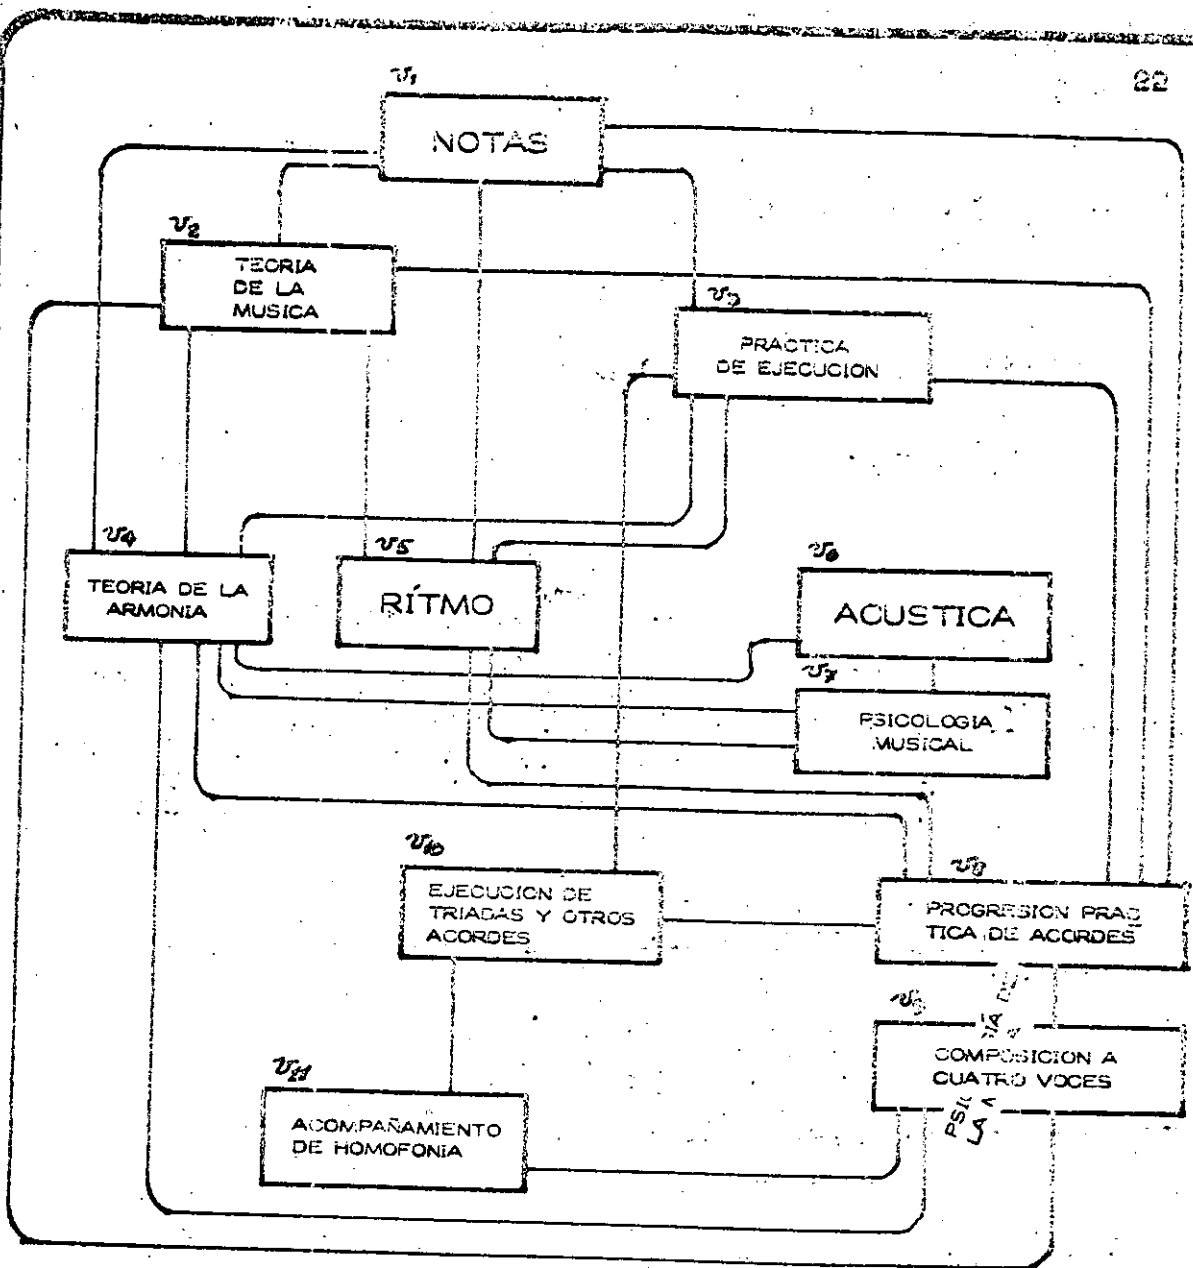 22
v1
NOTAS
v2
TEORIA
DE LA
MUSICA
v3
PRACTICA
DE EJECUCION
v4
TEORIA DE LA
ARMONIA
v5
RÍTMO
v6
ACUSTICA
v7
PSICOLOGIA
MUSICAL
v10
EJECUCION DE
TRIADAS Y OTROS
ACORDES
v8
PROGRESION PRAC
TICA DE ACORDES
v9
COMPOSICION A
CUATRO VOCES
v11
ACOMPAÑAMIENTO
DE HOMOFONIA